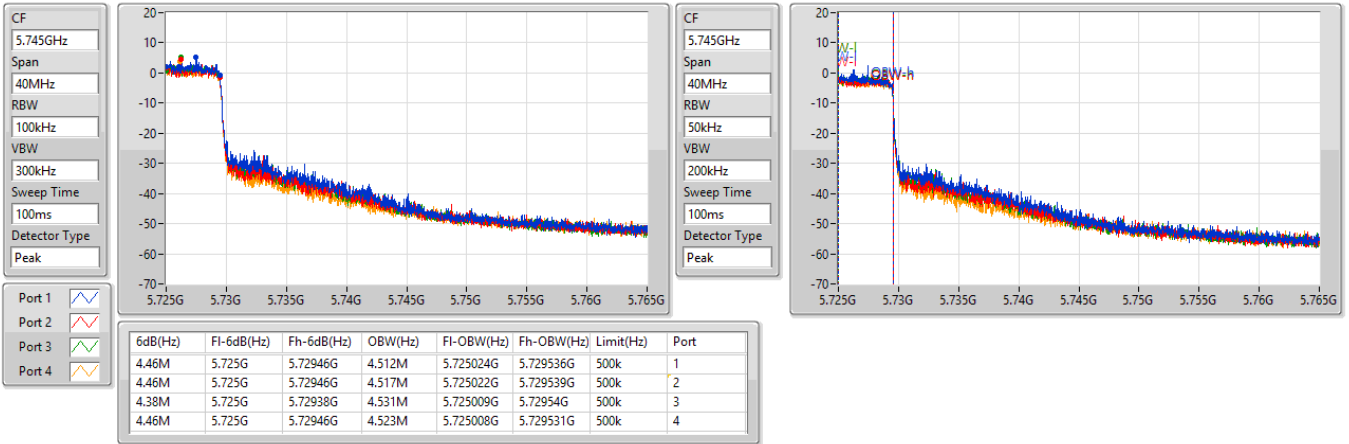 CF
5.745GHz
Span
40MHz
RBW
100kHz
VBW
300kHz
Sweep Time
100ms
Detector Type
Peak
20
10
0
-10
-20
-30
-40
-50
-60
-70
5.725G 5.73G 5.735G 5.74G 5.745G 5.75G 5.755G 5.76G 5.765G
CF
5.745GHz
Span
40MHz
RBW
50kHz
VBW
200kHz
Sweep Time
100ms
Detector Type
Peak
20
10
0
-10
-20
-30
-40
-50
-60
-70
OBW-h
5.725G 5.73G 5.735G 5.74G 5.745G 5.75G 5.755G 5.76G 5.765G
Port 1
Port 2
Port 3
Port 4
6dB(Hz) Fl-6dB(Hz) Fh-6dB(Hz) OBW(Hz) Fl-OBW(Hz) Fh-OBW(Hz) Limit(Hz) Port
4.46M 5.725G 5.72946G 4.512M 5.725024G 5.729536G 500k 1
4.46M 5.725G 5.72946G 4.517M 5.725022G 5.729539G 500k 2
4.38M 5.725G 5.72938G 4.531M 5.725009G 5.72954G 500k 3
4.46M 5.725G 5.72946G 4.523M 5.725008G 5.729531G 500k 4